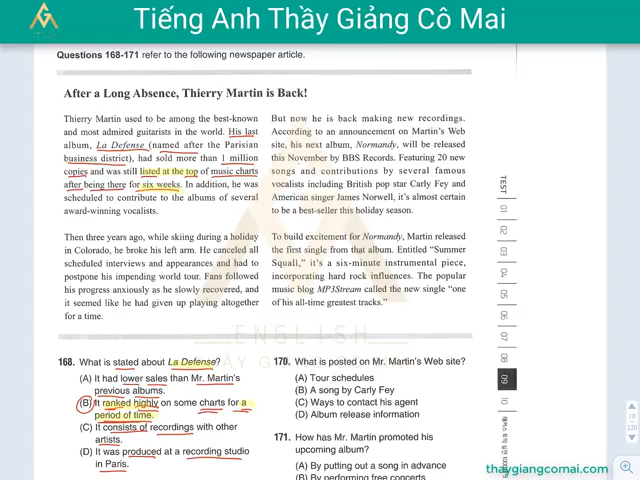 Tiếng Anh Thầy Giảng Cô Mai
Questions 168-171 refer to the following newspaper article.
After a Long Absence, Thierry Martin is Back!
Thierry Martin used to be among the best-known
and most admired guitarists in the world. His last
album, La Defense (named after the Parisian
business district), had sold more than 1 million
copies and was still listed at the top of music charts
after being there for six weeks. In addition, he was
scheduled to contribute to the albums of several
award-winning vocalists.
Then three years ago, while skiing during a holiday
in Colorado, he broke his left arm. He canceled all
scheduled interviews and appearances and had to
postpone his impending world tour. Fans followed
his progress anxiously as he slowly recovered, and
it seemed like he had given up playing altogether
for a time.
But now he is back making new recordings.
According to an announcement on Martin's Web
site, his next album, Normandy, will be released
this November by BBS Records. Featuring 20 new
songs and contributions by several famous
vocalists including British pop star Carly Fey and
American singer James Norwell, it's almost certain
to be a best-seller this holiday season.
To build excitement for Normandy, Martin released
the first single from that album. Entitled “Summer
Squall,” it's a six-minute instrumental piece,
incorporating hard rock influences. The popular
music blog MP3Stream called the new single “one
of his all-time greatest tracks.”
ENGLISH
168. What is stated about La Defense?
(A) It had lower sales than Mr. Martin's
previous albums.
(B) It ranked highly on some charts for a
period of time.
(C) It consists of recordings with other
artists.
(D) It was produced at a recording studio
in Paris.
170. What is posted on Mr. Martin's Web site?
(A) Tour schedules
(B) A song by Carly Fey
(C) Ways to contact his agent
(D) Album release information
171. How has Mr. Martin promoted his
upcoming album?
(A) By putting out a song in advance
(B) By performing free concerts
TEST
01
02
03
04
05
06
07
08
09
10
19
220
thaygiangcomai.com